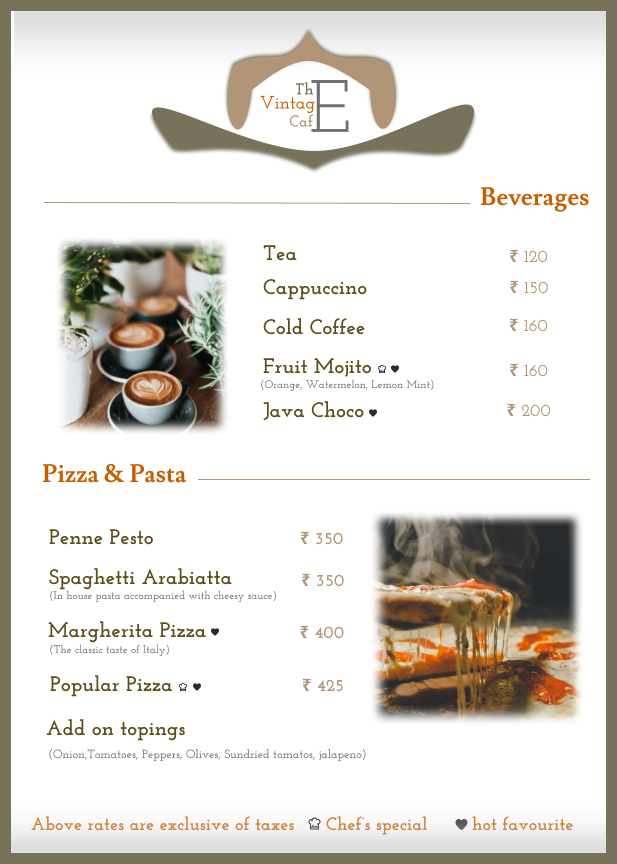 The
Vintage
Cafe
Beverages
Tea ₹ 120
Cappuccino ₹ 150
Cold Coffee ₹ 160
Fruit Mojito ₹ 160
(Orange, Watermelon, Lemon Mint)
Java Choco ₹ 200
Pizza & Pasta
Penne Pesto ₹ 350
Spaghetti Arabiatta ₹ 350
(In house pasta accompanied with cheesy sauce)
Margherita Pizza ₹ 400
(The classic taste of Italy)
Popular Pizza ₹ 425
Add on topings
(Onion,Tomatoes, Peppers, Olives, Sundried tomatos, jalapeno)
Above rates are exclusive of taxes Chef's special hot favourite